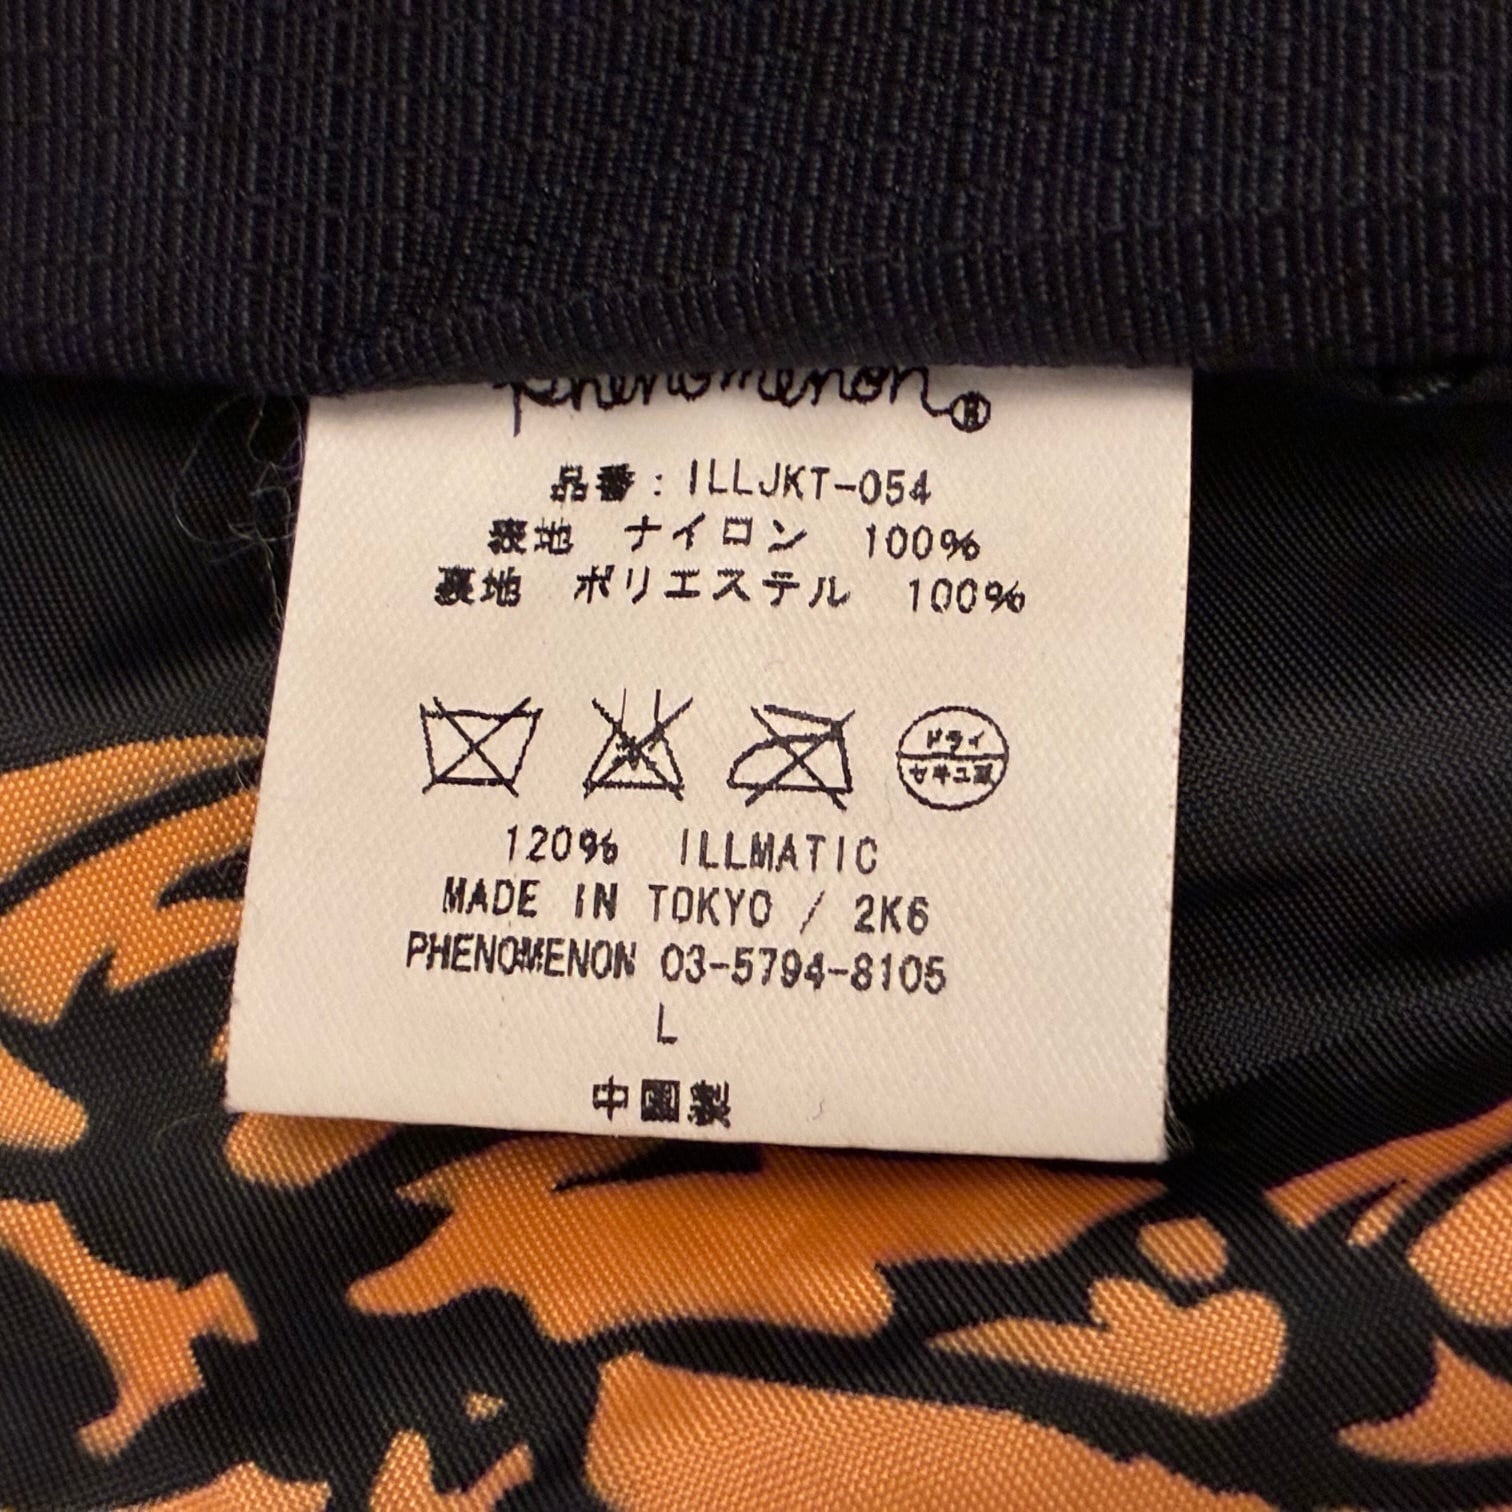 phenomenon®
品番:ILLJKT-054
表地 ナイロン 100%
裏地 ポリエステル 100%
ドライ
セキユ系
120% ILLMATIC
MADE IN TOKYO / 2K6
PHENOMENON 03-5794-8105
L
中国製